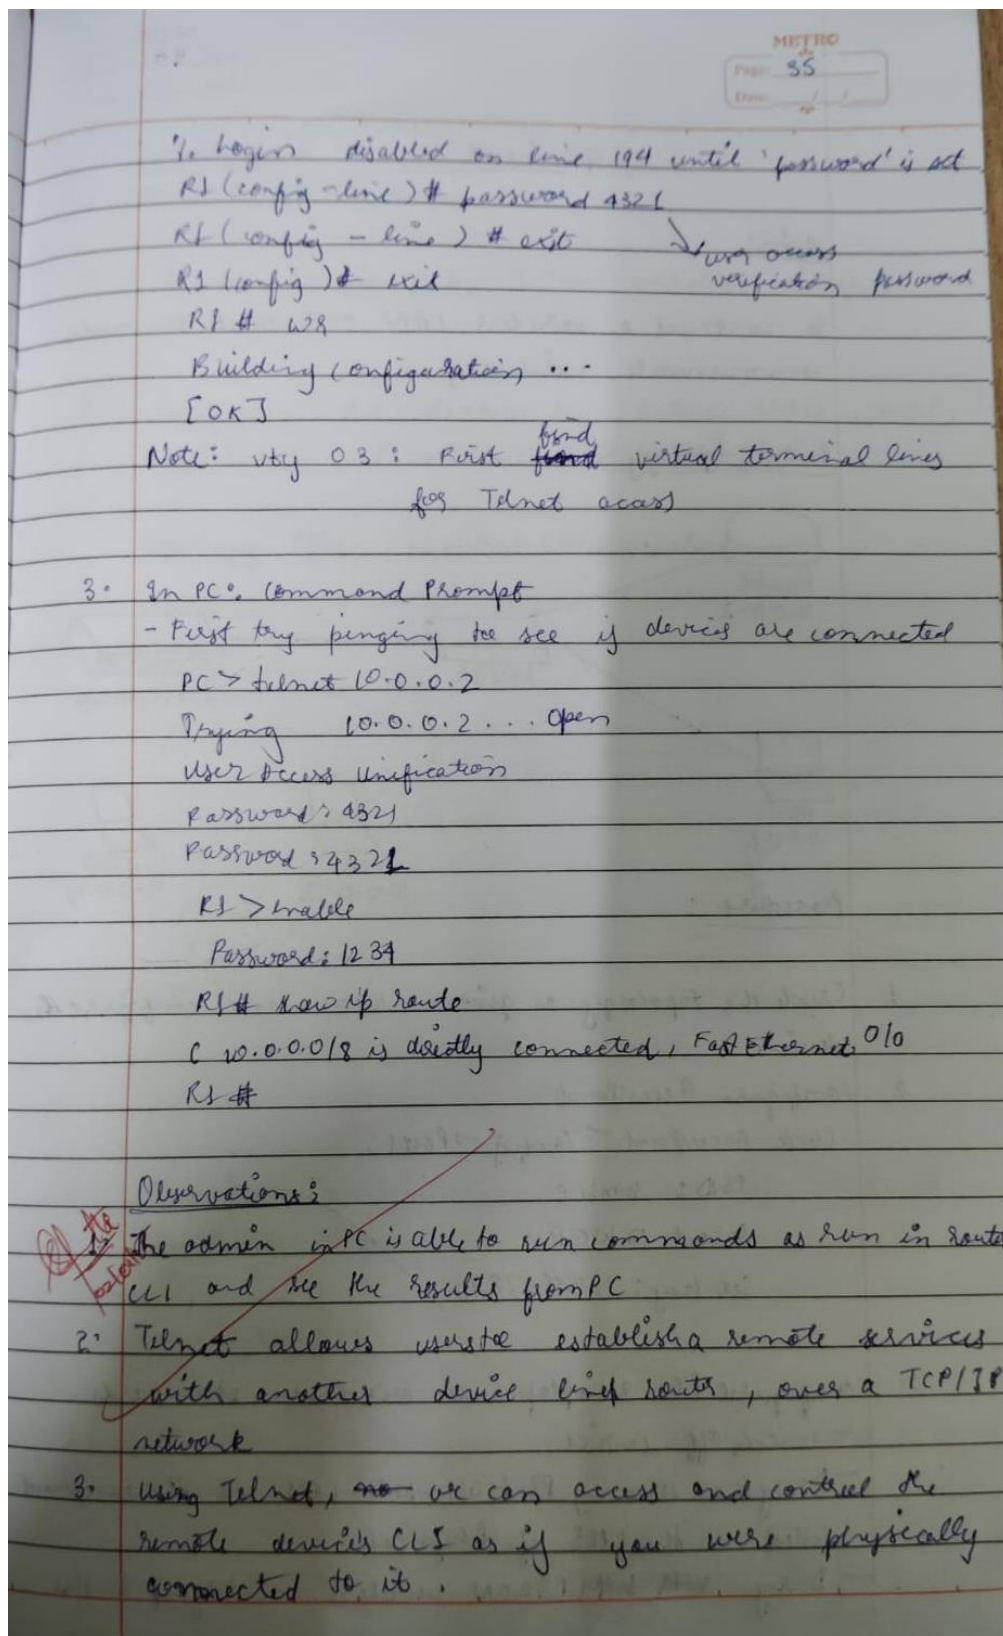 METRO
Page: 35
Date: / /
% Login disabled on line 194 until 'password' is set
R1 (config-line) # password 4321
R1 (config - line) # exit
user access
R1 (config) # exit
verification password
R1 # wr
Building configuration ...
[OK]
Note: vty 0 3 : First virtual terminal lines
for Telnet acass
3. In PC: Command Prompt
- First try pinging toe see if devices are connected
PC > telnet 10.0.0.2
Trying 10.0.0.2 ... open
User Access Unification
Password: 4321
Password: 4321
R1 > enable
Password: 1234
R1 # show ip route
C 10.0.0.0/8 is directly connected, FastEthernet 0/0
R1 #
Observations:
1. The admin in PC is able to run commands as run in route
CLI and see the results from PC
2. Telnet allows users toe establish a remote services
with another device router, over a TCP/IP
network
3. Using Telnet, we can access and control the
remote device's CLI as if you were physically
connected to it.